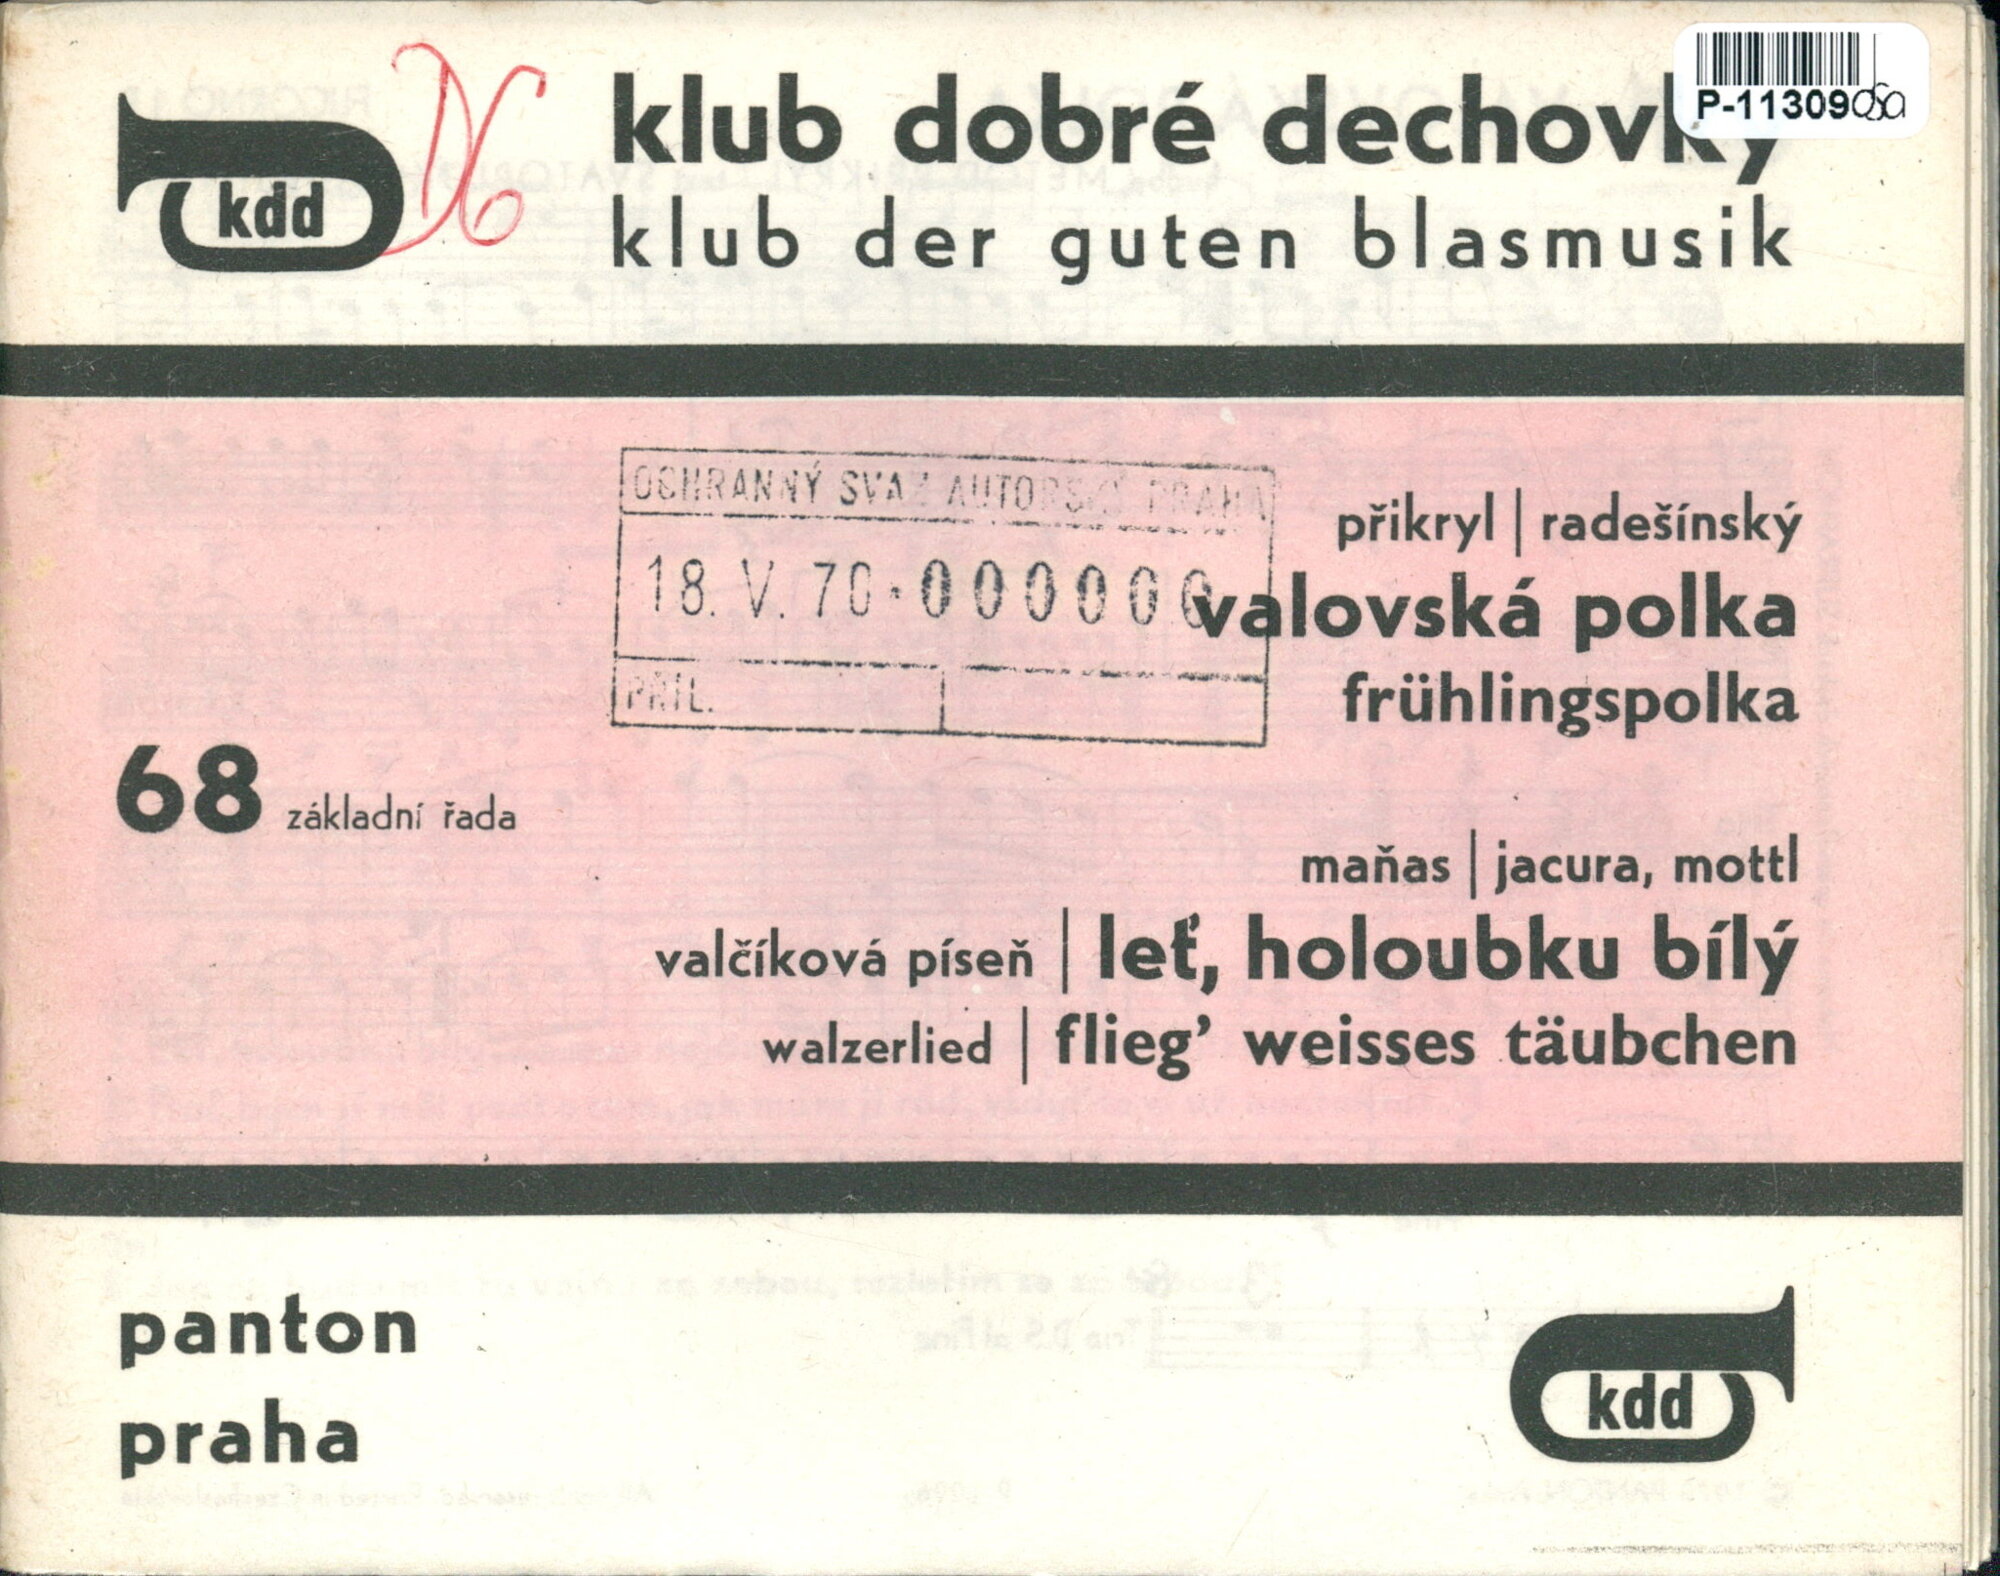 kdd
D6
klub dobré dechovky
P-11309
klub der guten blasmusik
OCHRANNÝ SVAZ AUTORSKÝ PRAHA
18. V. 70 · 000000
PŘÍL.
přikryl | radešínský
valovská polka
frühlingspolka
68 základní řada
maňas | jacura, mottl
valčíková píseň | leť, holoubku bílý
walzerlied | flieg’ weisses täubchen
panton
praha
kdd